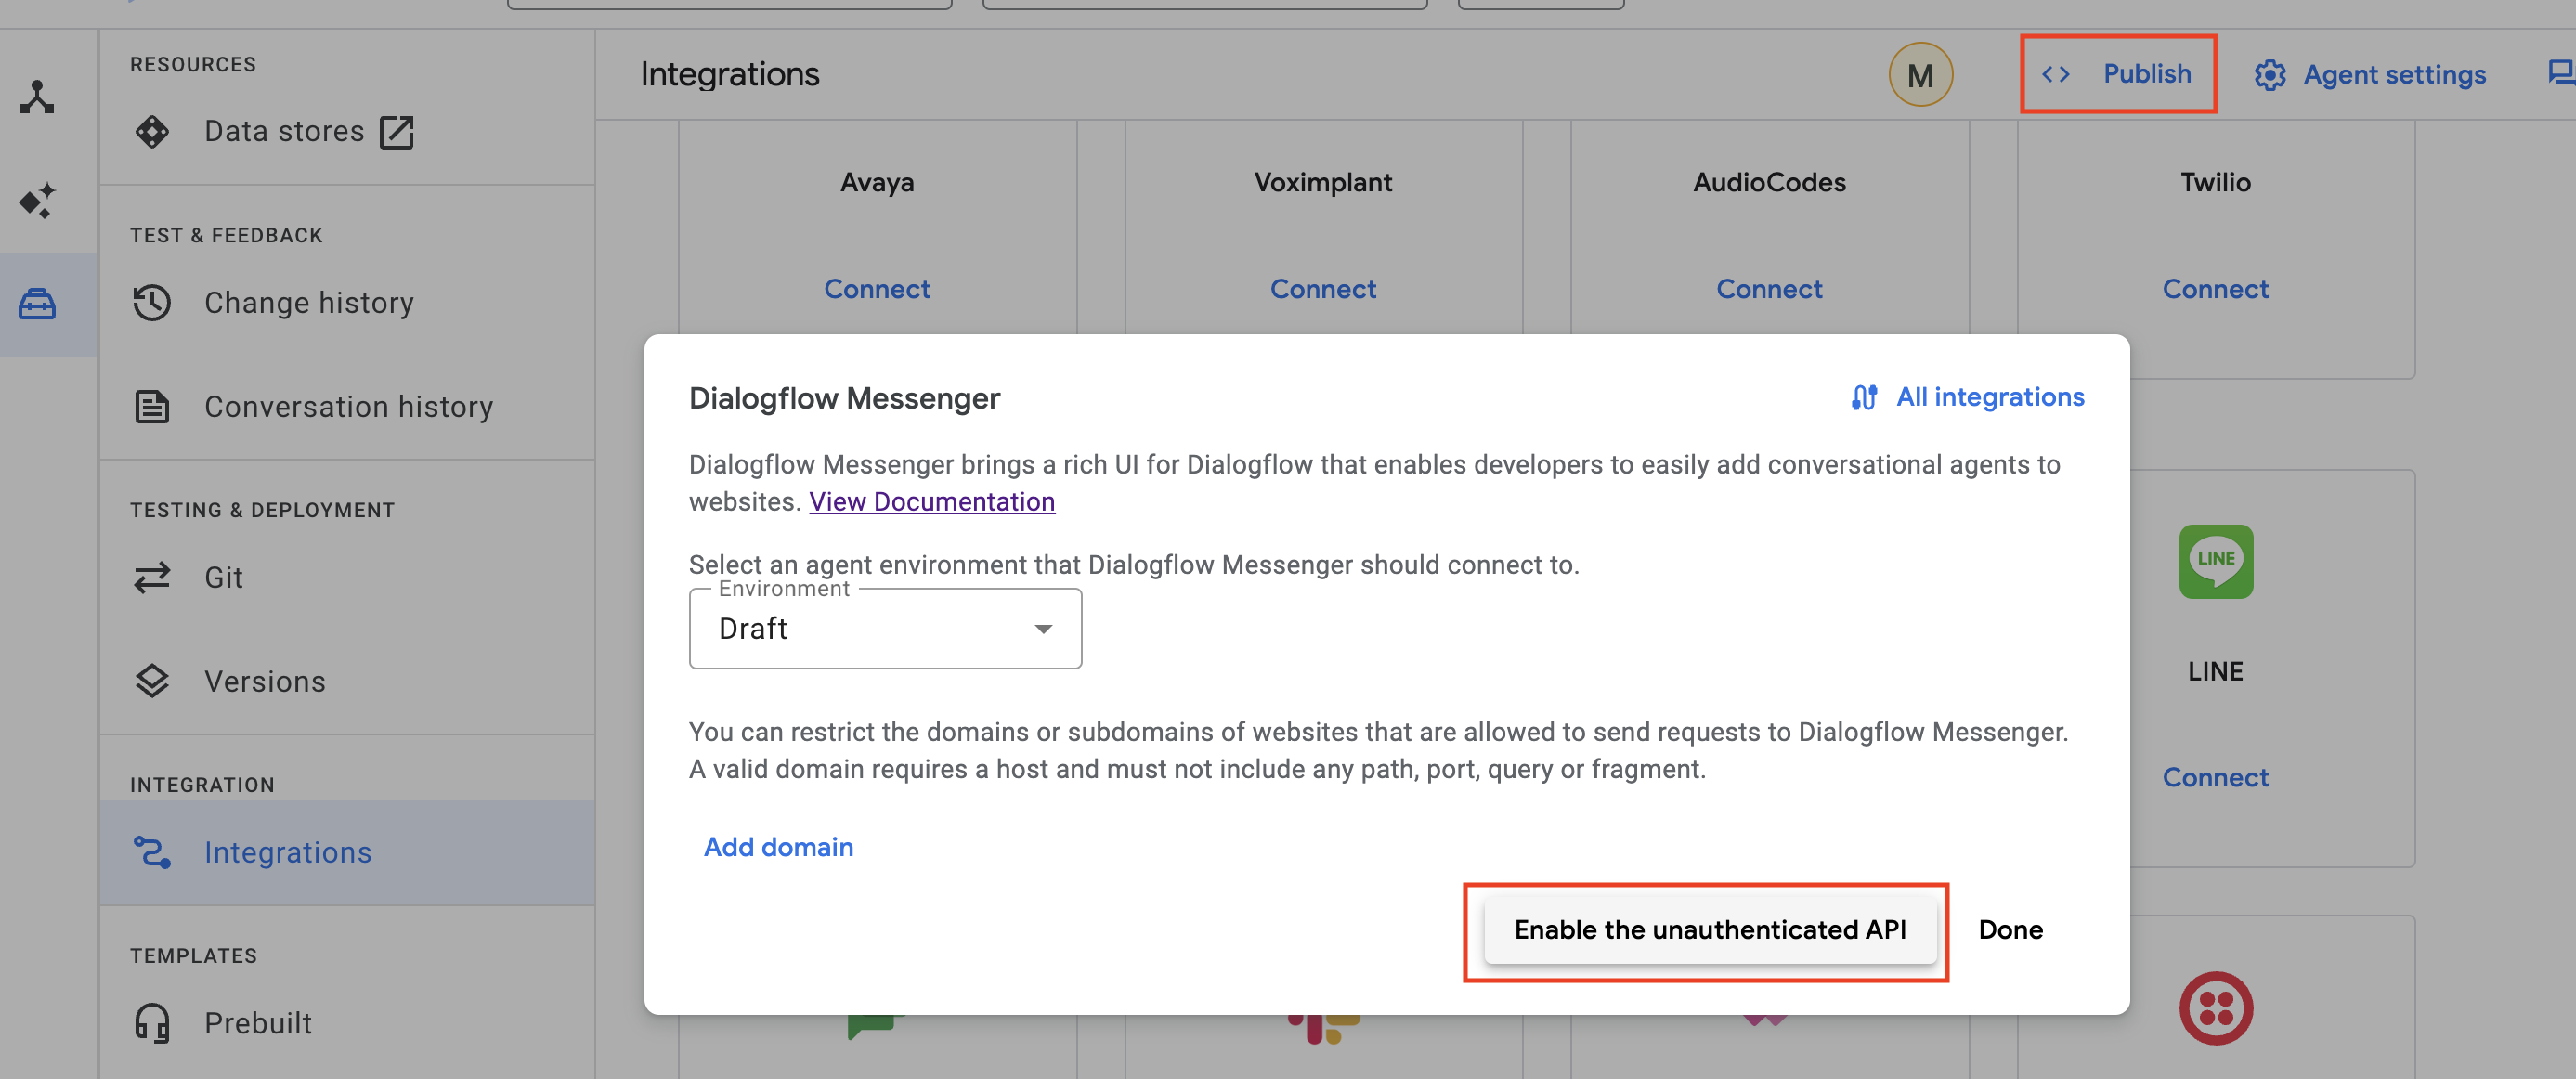 RESOURCES
Data stores
TEST & FEEDBACK
Change history
Conversation history
TESTING & DEPLOYMENT
Git
Versions
INTEGRATION
Integrations
TEMPLATES
Prebuilt
Integrations
M
<> Publish
Agent settings
Avaya
Voximplant
AudioCodes
Twilio
Connect
Connect
Connect
Connect
Dialogflow Messenger
All integrations
Dialogflow Messenger brings a rich UI for Dialogflow that enables developers to easily add conversational agents to
websites. View Documentation
Select an agent environment that Dialogflow Messenger should connect to.
Environment
Draft
You can restrict the domains or subdomains of websites that are allowed to send requests to Dialogflow Messenger.
A valid domain requires a host and must not include any path, port, query or fragment.
Add domain
Enable the unauthenticated API
Done
LINE
LINE
Connect